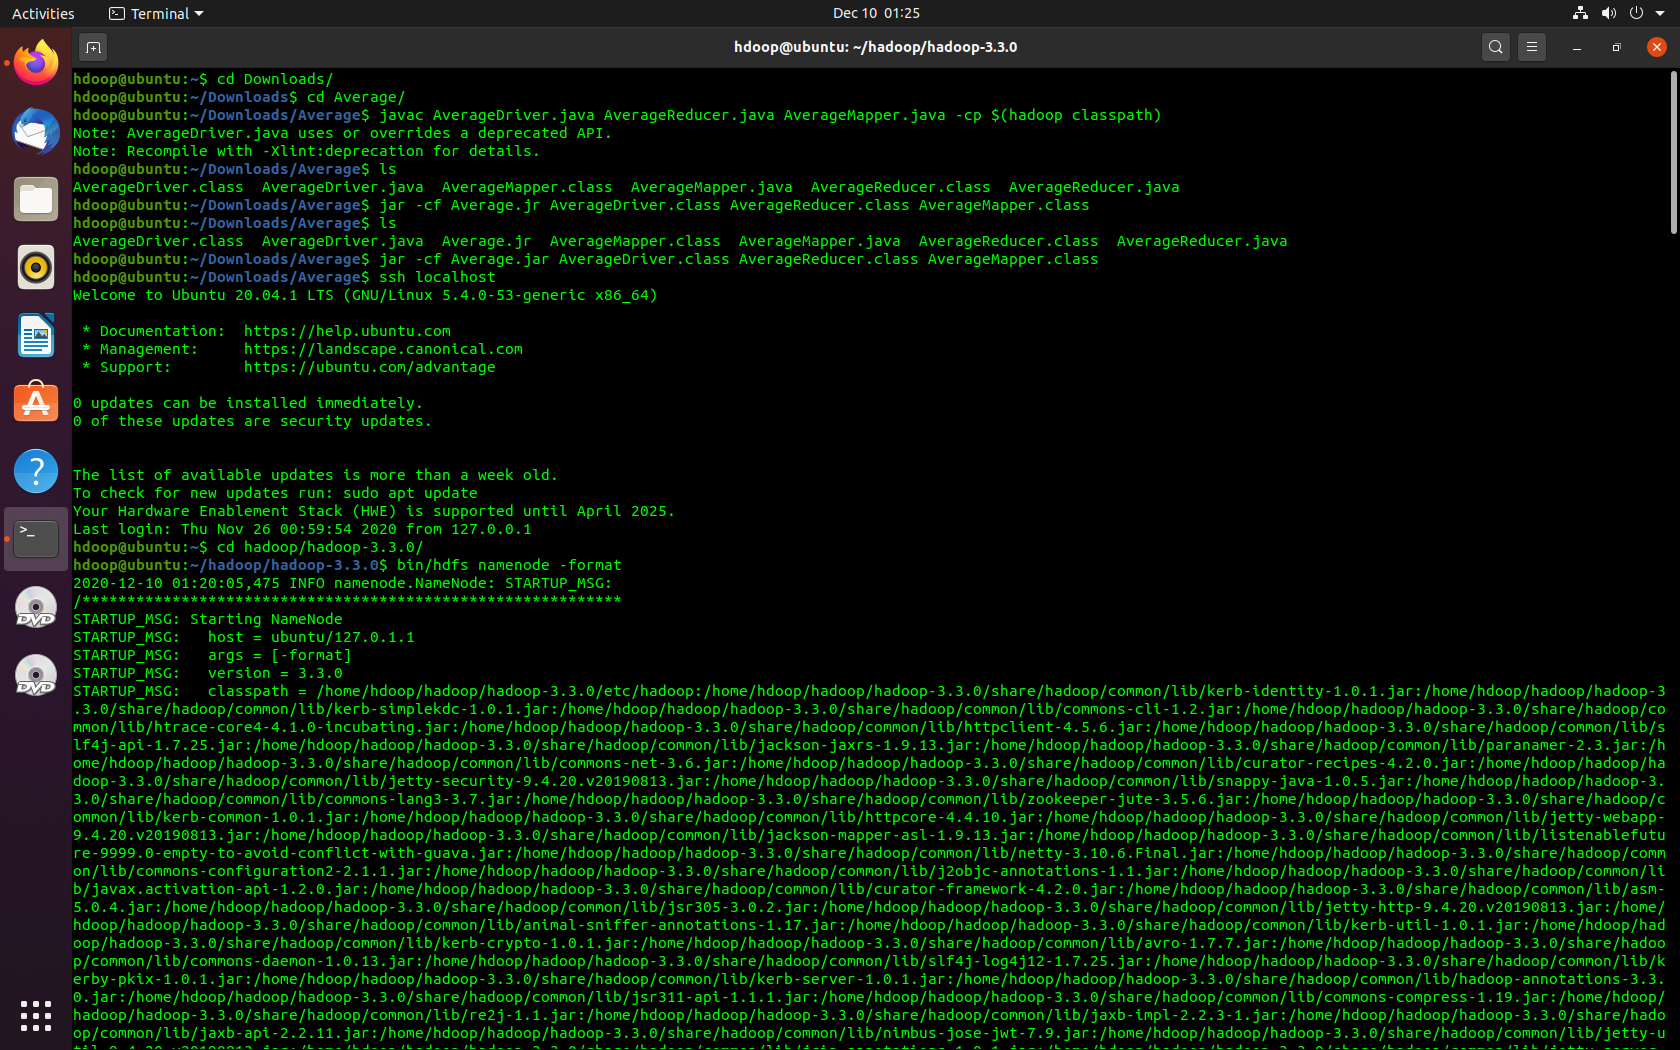 Activities
Terminal
Dec 10 01:25
hdoop@ubuntu: ~/hadoop/hadoop-3.3.0
hdoop@ubuntu:~$ cd Downloads/
hdoop@ubuntu:~/Downloads$ cd Average/
hdoop@ubuntu:~/Downloads/Average$ javac AverageDriver.java AverageReducer.java AverageMapper.java -cp $(hadoop classpath)
Note: AverageDriver.java uses or overrides a deprecated API.
Note: Recompile with -Xlint:deprecation for details.
hdoop@ubuntu:~/Downloads/Average$ ls
AverageDriver.class  AverageDriver.java  AverageMapper.class  AverageMapper.java  AverageReducer.class  AverageReducer.java
hdoop@ubuntu:~/Downloads/Average$ jar -cf Average.jr AverageDriver.class AverageReducer.class AverageMapper.class
hdoop@ubuntu:~/Downloads/Average$ ls
AverageDriver.class  AverageDriver.java  Average.jr  AverageMapper.class  AverageMapper.java  AverageReducer.class  AverageReducer.java
hdoop@ubuntu:~/Downloads/Average$ jar -cf Average.jar AverageDriver.class AverageReducer.class AverageMapper.class
hdoop@ubuntu:~/Downloads/Average$ ssh localhost
Welcome to Ubuntu 20.04.1 LTS (GNU/Linux 5.4.0-53-generic x86_64)
* Documentation:  https://help.ubuntu.com
* Management:     https://landscape.canonical.com
* Support:        https://ubuntu.com/advantage
0 updates can be installed immediately.
0 of these updates are security updates.
The list of available updates is more than a week old.
To check for new updates run: sudo apt update
Your Hardware Enablement Stack (HWE) is supported until April 2025.
Last login: Thu Nov 26 00:59:54 2020 from 127.0.0.1
hdoop@ubuntu:~$ cd hadoop/hadoop-3.3.0/
hdoop@ubuntu:~/hadoop/hadoop-3.3.0$ bin/hdfs namenode -format
2020-12-10 01:20:05,475 INFO namenode.NameNode: STARTUP_MSG:
/************************************************************
STARTUP_MSG: Starting NameNode
STARTUP_MSG:   host = ubuntu/127.0.1.1
STARTUP_MSG:   args = [-format]
STARTUP_MSG:   version = 3.3.0
STARTUP_MSG:   classpath = /home/hdoop/hadoop/hadoop-3.3.0/etc/hadoop:/home/hdoop/hadoop/hadoop-3.3.0/share/hadoop/common/lib/kerb-identity-1.0.1.jar:/home/hdoop/hadoop/hadoop-3
.3.0/share/hadoop/common/lib/kerb-simplekdc-1.0.1.jar:/home/hdoop/hadoop/hadoop-3.3.0/share/hadoop/common/lib/commons-cli-1.2.jar:/home/hdoop/hadoop/hadoop-3.3.0/share/hadoop/co
mmon/lib/htrace-core4-4.1.0-incubating.jar:/home/hdoop/hadoop/hadoop-3.3.0/share/hadoop/common/lib/httpclient-4.5.6.jar:/home/hdoop/hadoop/hadoop-3.3.0/share/hadoop/common/lib/s
lf4j-api-1.7.25.jar:/home/hdoop/hadoop/hadoop-3.3.0/share/hadoop/common/lib/jackson-jaxrs-1.9.13.jar:/home/hdoop/hadoop/hadoop-3.3.0/share/hadoop/common/lib/paranamer-2.3.jar:/h
ome/hdoop/hadoop/hadoop-3.3.0/share/hadoop/common/lib/commons-net-3.6.jar:/home/hdoop/hadoop/hadoop-3.3.0/share/hadoop/common/lib/curator-recipes-4.2.0.jar:/home/hdoop/hadoop/ha
doop-3.3.0/share/hadoop/common/lib/jetty-security-9.4.20.v20190813.jar:/home/hdoop/hadoop/hadoop-3.3.0/share/hadoop/common/lib/snappy-java-1.0.5.jar:/home/hdoop/hadoop/hadoop-3.
3.0/share/hadoop/common/lib/commons-lang3-3.7.jar:/home/hdoop/hadoop/hadoop-3.3.0/share/hadoop/common/lib/zookeeper-jute-3.5.6.jar:/home/hdoop/hadoop/hadoop-3.3.0/share/hadoop/c
ommon/lib/kerb-common-1.0.1.jar:/home/hdoop/hadoop/hadoop-3.3.0/share/hadoop/common/lib/httpcore-4.4.10.jar:/home/hdoop/hadoop/hadoop-3.3.0/share/hadoop/common/lib/jetty-webapp-
9.4.20.v20190813.jar:/home/hdoop/hadoop/hadoop-3.3.0/share/hadoop/common/lib/jackson-mapper-asl-1.9.13.jar:/home/hdoop/hadoop/hadoop-3.3.0/share/hadoop/common/lib/listenablefutu
re-9999.0-empty-to-avoid-conflict-with-guava.jar:/home/hdoop/hadoop/hadoop-3.3.0/share/hadoop/common/lib/netty-3.10.6.Final.jar:/home/hdoop/hadoop/hadoop-3.3.0/share/hadoop/comm
on/lib/commons-configuration2-2.1.1.jar:/home/hdoop/hadoop/hadoop-3.3.0/share/hadoop/common/lib/j2objc-annotations-1.1.jar:/home/hdoop/hadoop/hadoop-3.3.0/share/hadoop/common/li
b/javax.activation-api-1.2.0.jar:/home/hdoop/hadoop/hadoop-3.3.0/share/hadoop/common/lib/curator-framework-4.2.0.jar:/home/hdoop/hadoop/hadoop-3.3.0/share/hadoop/common/lib/asm-
5.0.4.jar:/home/hdoop/hadoop/hadoop-3.3.0/share/hadoop/common/lib/jsr305-3.0.2.jar:/home/hdoop/hadoop/hadoop-3.3.0/share/hadoop/common/lib/jetty-http-9.4.20.v20190813.jar:/home/
hdoop/hadoop/hadoop-3.3.0/share/hadoop/common/lib/animal-sniffer-annotations-1.17.jar:/home/hdoop/hadoop/hadoop-3.3.0/share/hadoop/common/lib/kerb-util-1.0.1.jar:/home/hdoop/had
oop/hadoop-3.3.0/share/hadoop/common/lib/kerb-crypto-1.0.1.jar:/home/hdoop/hadoop/hadoop-3.3.0/share/hadoop/common/lib/avro-1.7.7.jar:/home/hdoop/hadoop/hadoop-3.3.0/share/hadoo
p/common/lib/commons-daemon-1.0.13.jar:/home/hdoop/hadoop/hadoop-3.3.0/share/hadoop/common/lib/slf4j-log4j12-1.7.25.jar:/home/hdoop/hadoop/hadoop-3.3.0/share/hadoop/common/lib/k
erby-pkix-1.0.1.jar:/home/hdoop/hadoop/hadoop-3.3.0/share/hadoop/common/lib/kerb-server-1.0.1.jar:/home/hdoop/hadoop/hadoop-3.3.0/share/hadoop/common/lib/hadoop-annotations-3.3.
0.jar:/home/hdoop/hadoop/hadoop-3.3.0/share/hadoop/common/lib/jsr311-api-1.1.1.jar:/home/hdoop/hadoop/hadoop-3.3.0/share/hadoop/common/lib/commons-compress-1.19.jar:/home/hdoop/
hadoop/hadoop-3.3.0/share/hadoop/common/lib/re2j-1.1.jar:/home/hdoop/hadoop/hadoop-3.3.0/share/hadoop/common/lib/jaxb-impl-2.2.3-1.jar:/home/hdoop/hadoop/hadoop-3.3.0/share/hado
op/common/lib/jaxb-api-2.2.11.jar:/home/hdoop/hadoop/hadoop-3.3.0/share/hadoop/common/lib/nimbus-jose-jwt-7.9.jar:/home/hdoop/hadoop/hadoop-3.3.0/share/hadoop/common/lib/jetty-u
DVD
DVD